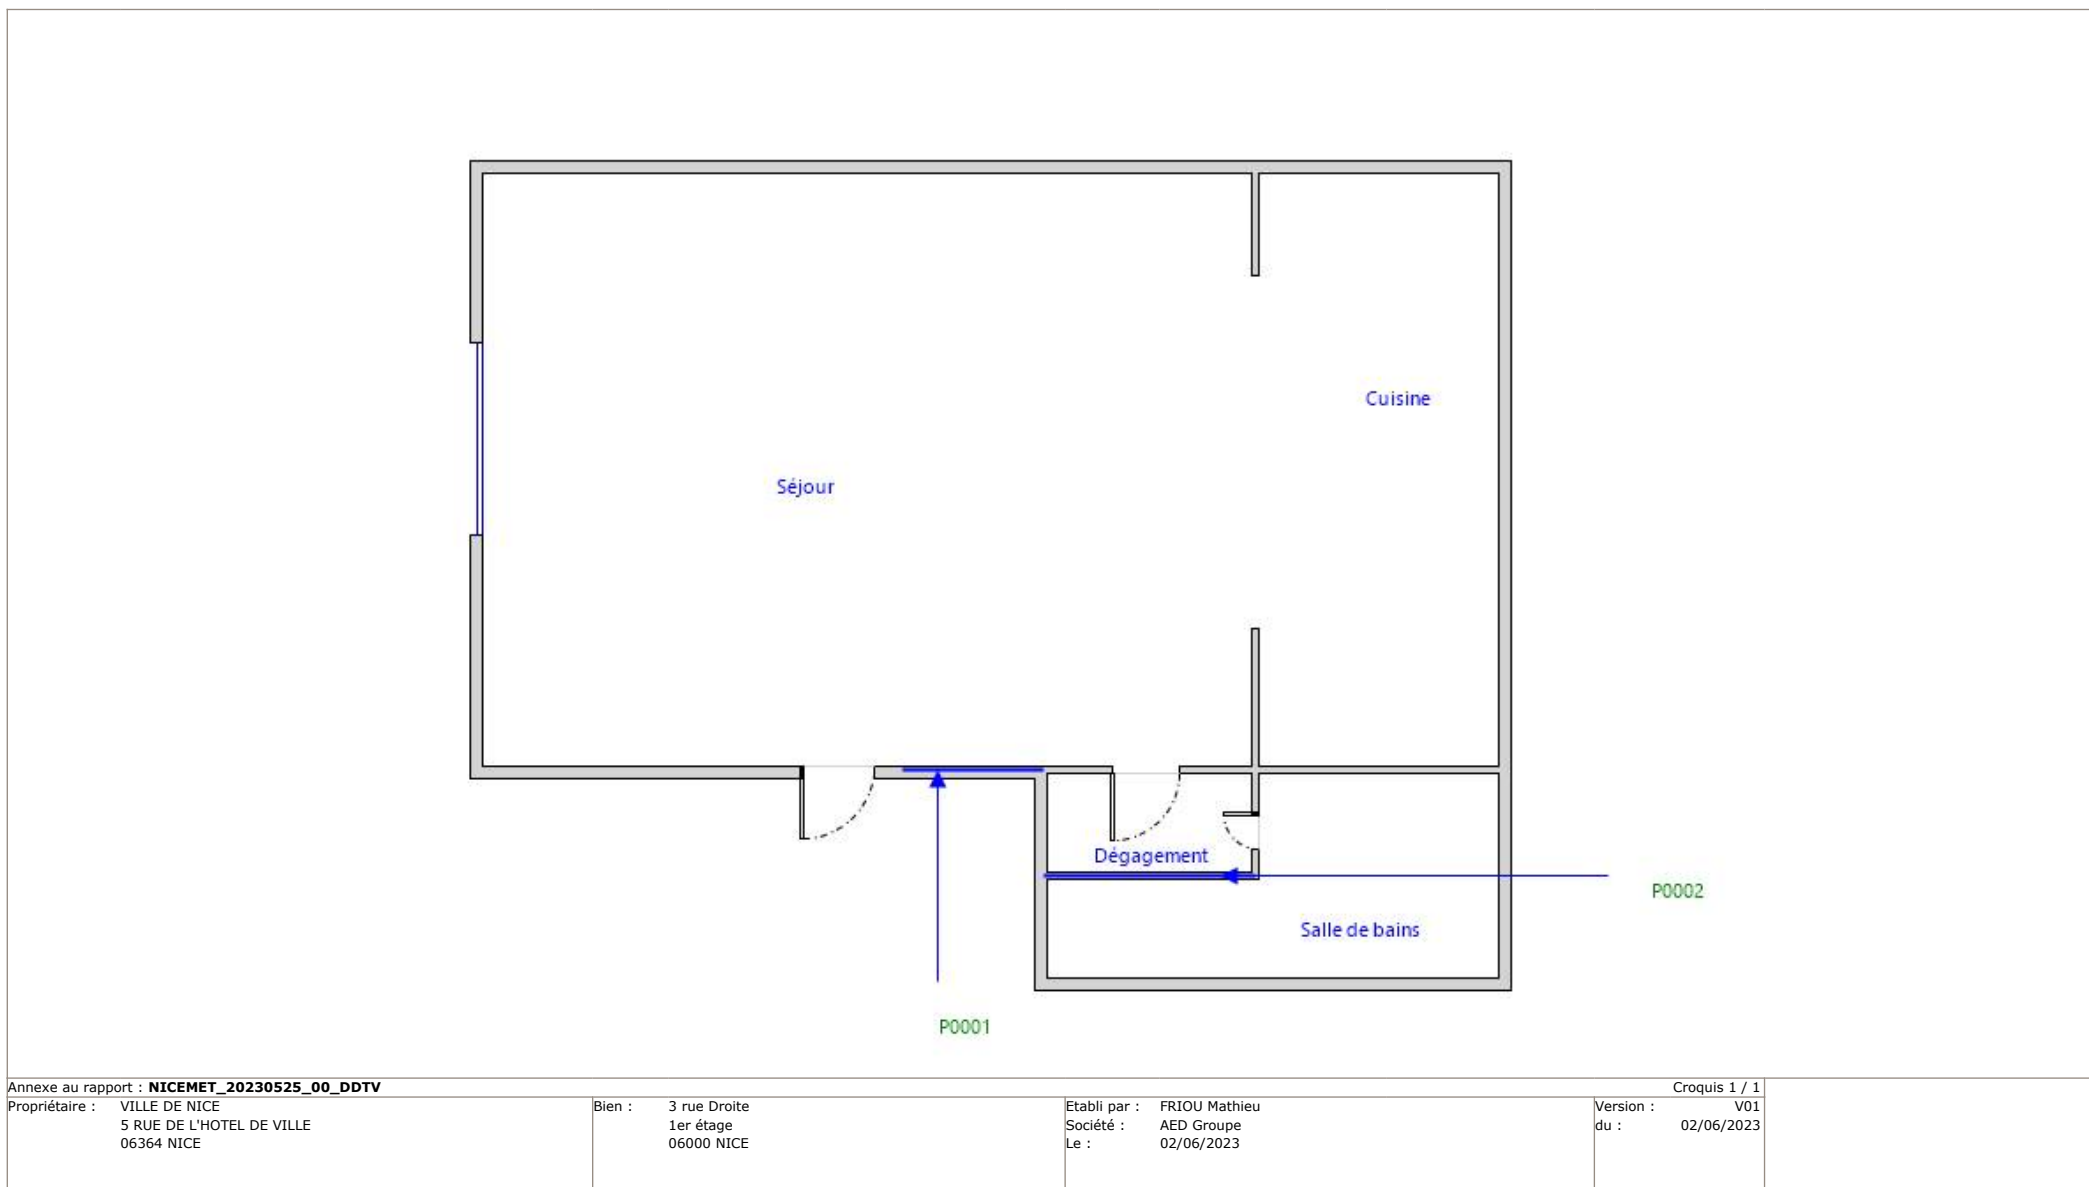 Cuisine
Séjour
Dégagement
P0002
Salle de bains
P0001
Annexe au rapport : NICEMET_20230525_00_DDTV Croquis 1 / 1
Propriétaire : VILLE DE NICE Bien : 3 rue Droite Etabli par : FRIOU Mathieu Version : V01
5 RUE DE L'HOTEL DE VILLE 1er étage Société : AED Groupe du : 02/06/2023
06364 NICE 06000 NICE Le : 02/06/2023